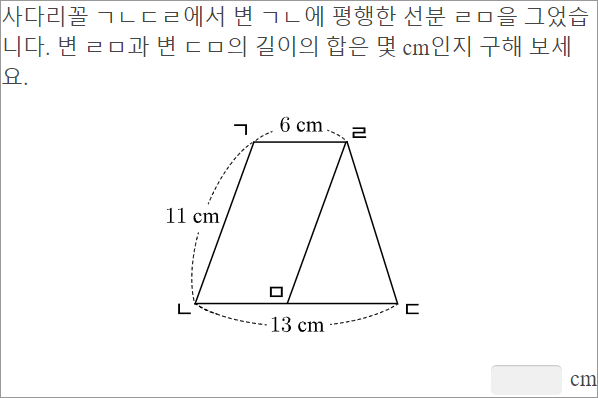 사다리꼴 ㄱㄴㄷㄹ에서 변 ㄱㄴ에 평행한 선분 ㄹㅁ을 그었습
니다. 변 ㄹㅁ과 변 ㄷㅁ의 길이의 합은 몇 cm인지 구해 보세
요.
6 cm
ㄱ
ㄹ
11 cm
ㅁ
ㄴ
ㄷ
13 cm
cm